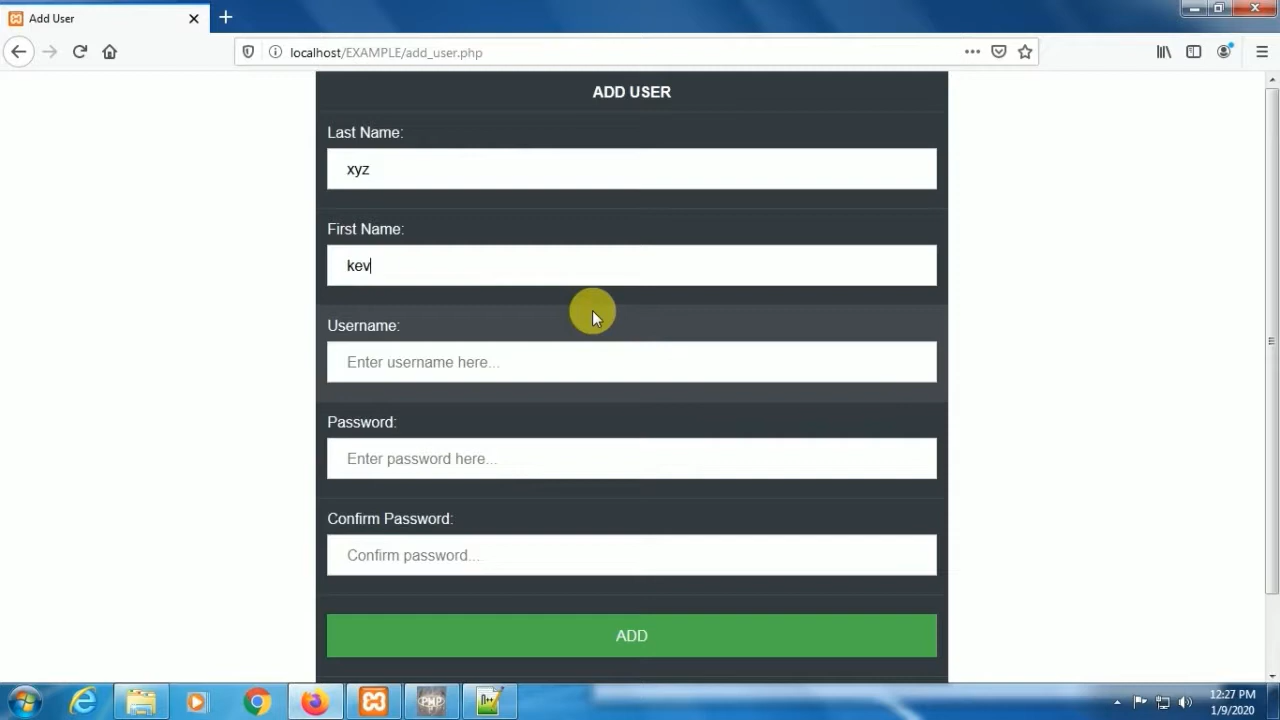 Add User
localhost/EXAMPLE/add_user.php
ADD USER
Last Name:
xyz
First Name:
kev
Username:
Enter username here...
Password:
Enter password here...
Confirm Password:
Confirm password...
ADD
12:27 PM
1/9/2020